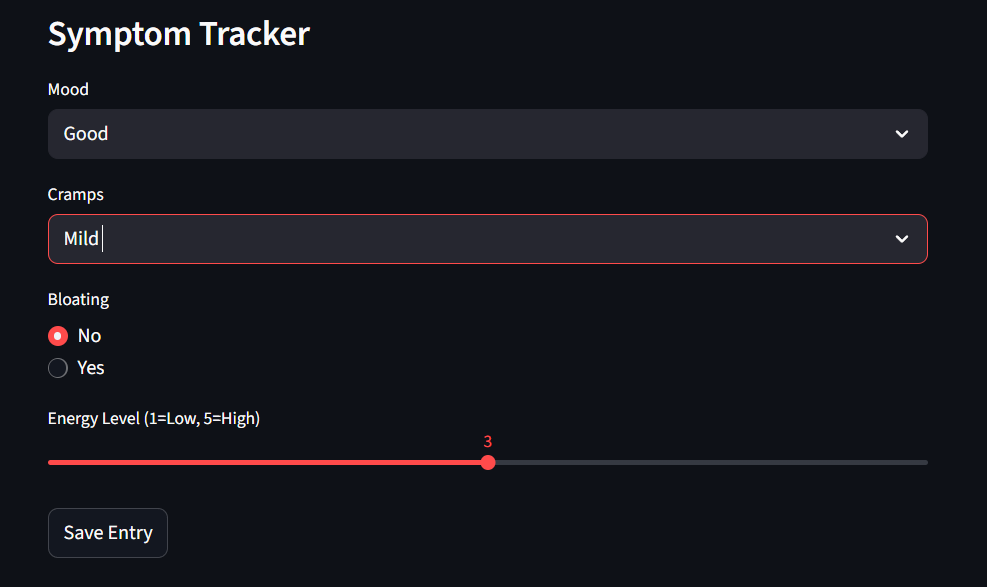 Symptom Tracker
Mood
Good
Cramps
Mild
Bloating
No
Yes
Energy Level (1=Low, 5=High)
3
Save Entry